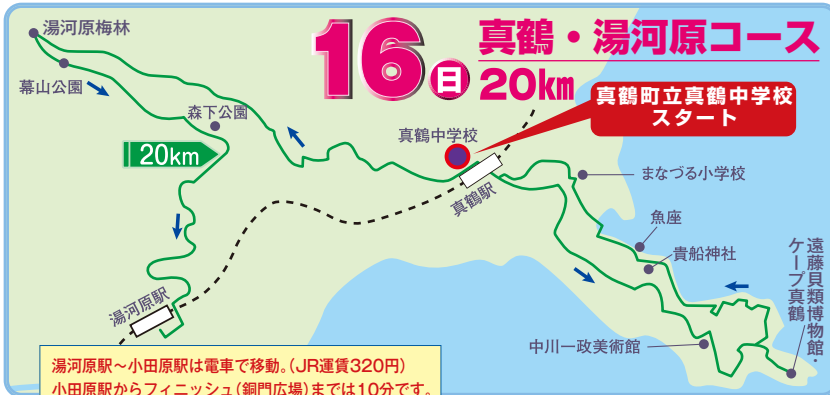 湯河原梅林
幕山公園
16日
真鶴・湯河原コース
20km
真鶴町立真鶴中学校
スタート
森下公園
20km
真鶴中学校
真鶴駅
まなづる小学校
魚座
貴船神社
遠藤貝類博物館・
ケープ真鶴
中川一政美術館
湯河原駅
湯河原駅〜小田原駅は電車で移動。(JR運賃320円)
小田原駅からフィニッシュ(銅門広場)までは10分です。